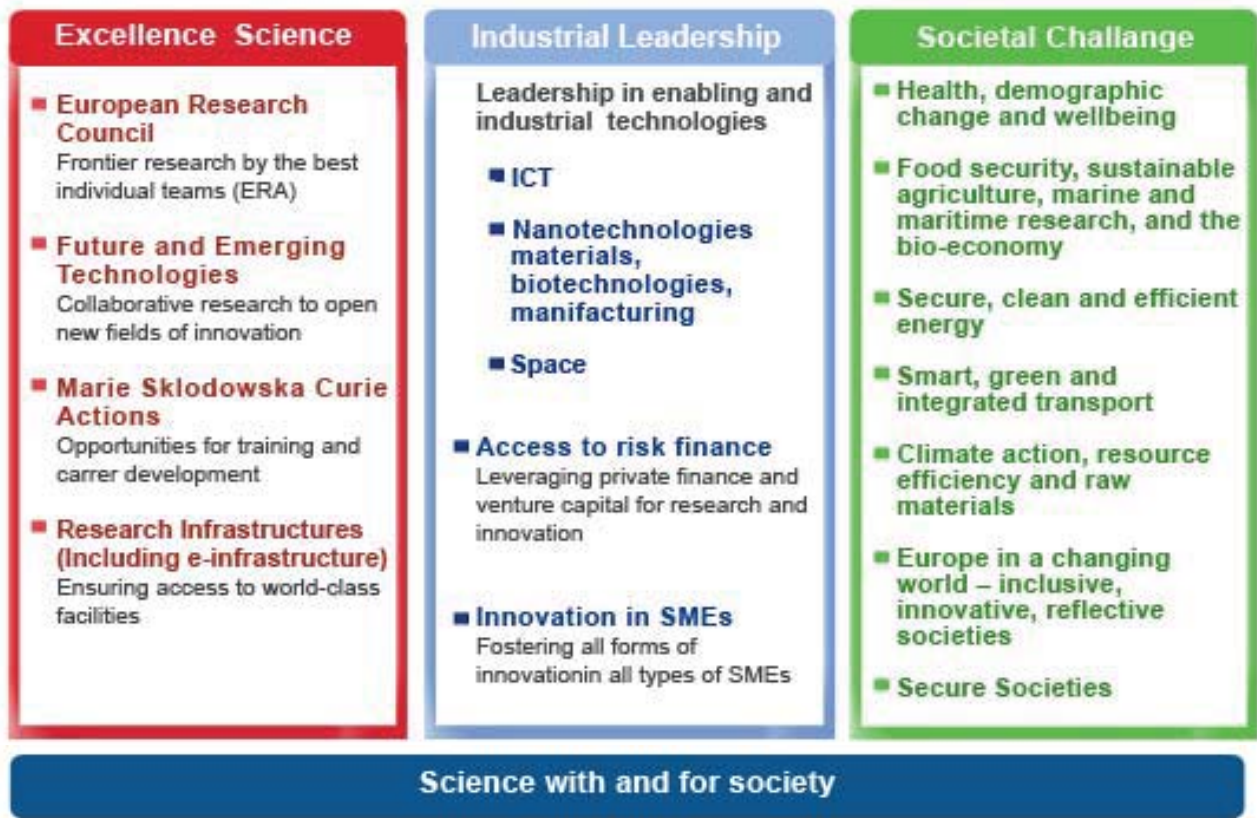 Excellence Science
European Research
Council
Frontier research by the best
individual teams (ERA)
Future and Emerging
Technologies
Collaborative research to open
new fields of innovation
Marie Sklodowska Curie
Actions
Opportunities for training and
carrer development
Research Infrastructures
(Including e-infrastructure)
Ensuring access to world-class
facilities
Industrial Leadership
Leadership in enabling and
industrial technologies
ICT
Nanotechnologies
materials,
biotechnologies,
manifacturing
Space
Access to risk finance
Leveraging private finance and
venture capital for research and
innovation
Innovation in SMEs
Fostering all forms of
innovationin all types of SMEs
Societal Challange
Health, demographic
change and wellbeing
Food security, sustainable
agriculture, marine and
maritime research, and the
bio-economy
Secure, clean and efficient
energy
Smart, green and
integrated transport
Climate action, resource
efficiency and raw
materials
Europe in a changing
world – inclusive,
innovative, reflective
societies
Secure Societies
Science with and for society